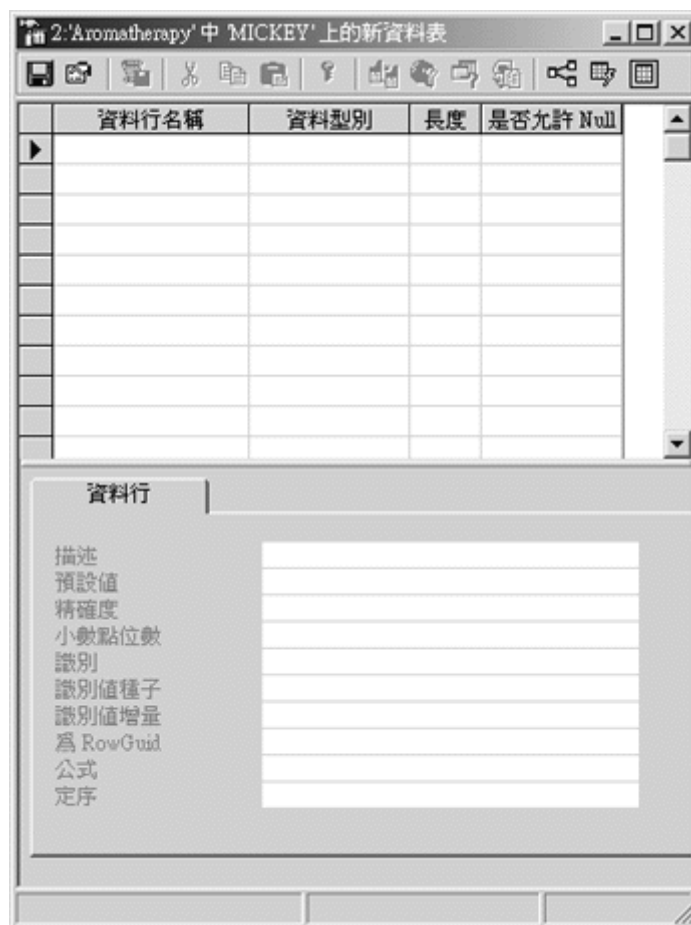 2:'Aromatherapy' 中 'MICKEY' 上的新資料表
資料行名稱 資料型別 長度 是否允許 Null
資料行
描述
預設值
精確度
小數點位數
識別
識別值種子
識別值增量
為 RowGuid
公式
定序